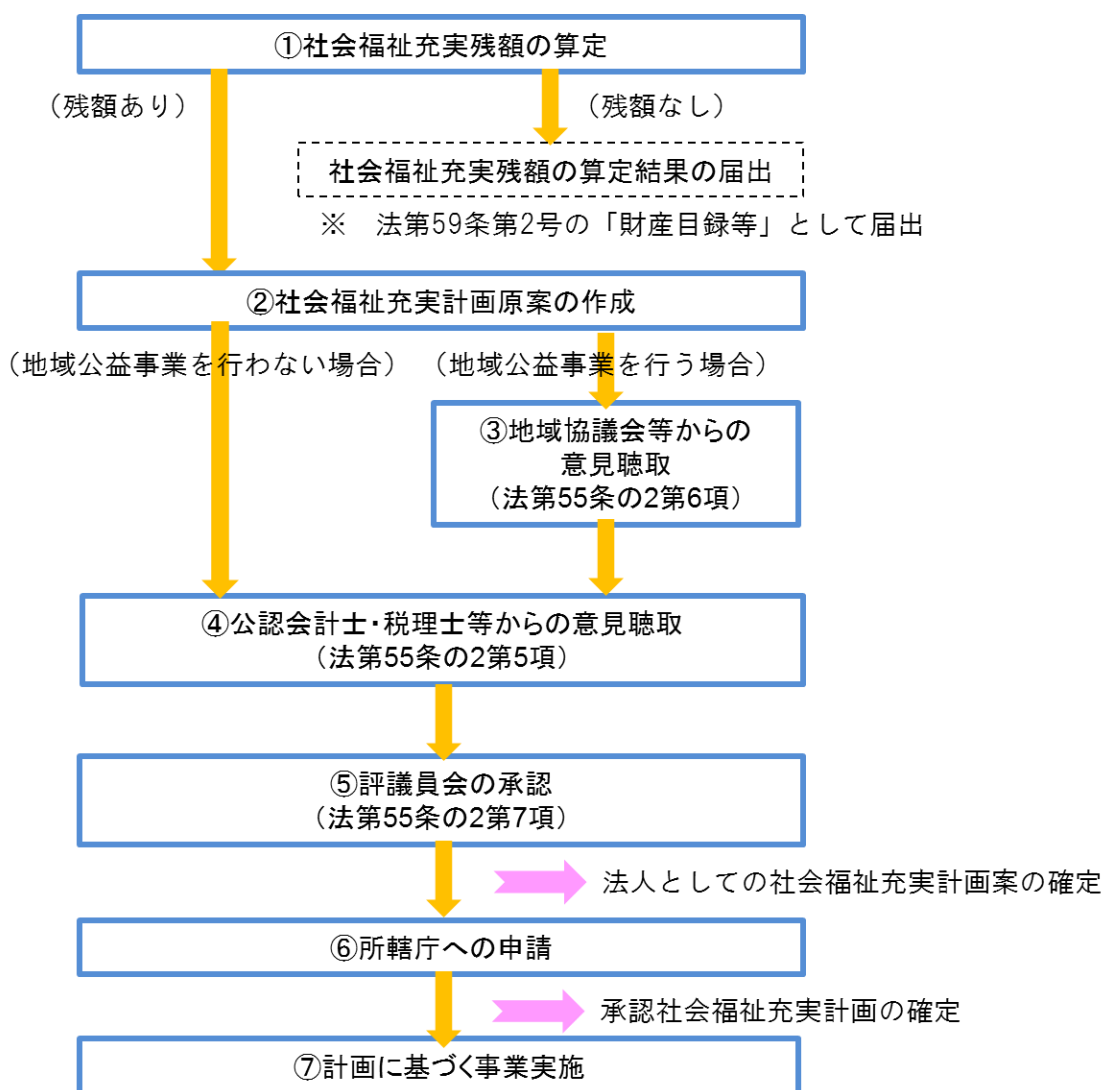 ①社会福祉充実残額の算定
（残額あり）
（残額なし）
社会福祉充実残額の算定結果の届出
※　法第59条第2号の「財産目録等」として届出
②社会福祉充実計画原案の作成
（地域公益事業を行わない場合）
（地域公益事業を行う場合）
③地域協議会等からの
意見聴取
（法第55条の2第6項）
④公認会計士・税理士等からの意見聴取
（法第55条の2第5項）
⑤評議員会の承認
（法第55条の2第7項）
法人としての社会福祉充実計画案の確定
⑥所轄庁への申請
承認社会福祉充実計画の確定
⑦計画に基づく事業実施